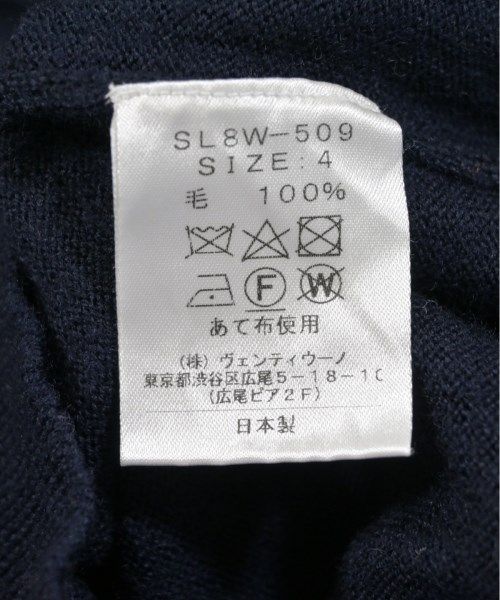 SL8W-509
SIZE:4
毛 100%
F W
あて布使用
(株) ヴェンティウーノ
東京都渋谷区広尾5-18-10
(広尾ピア2F)
日本製